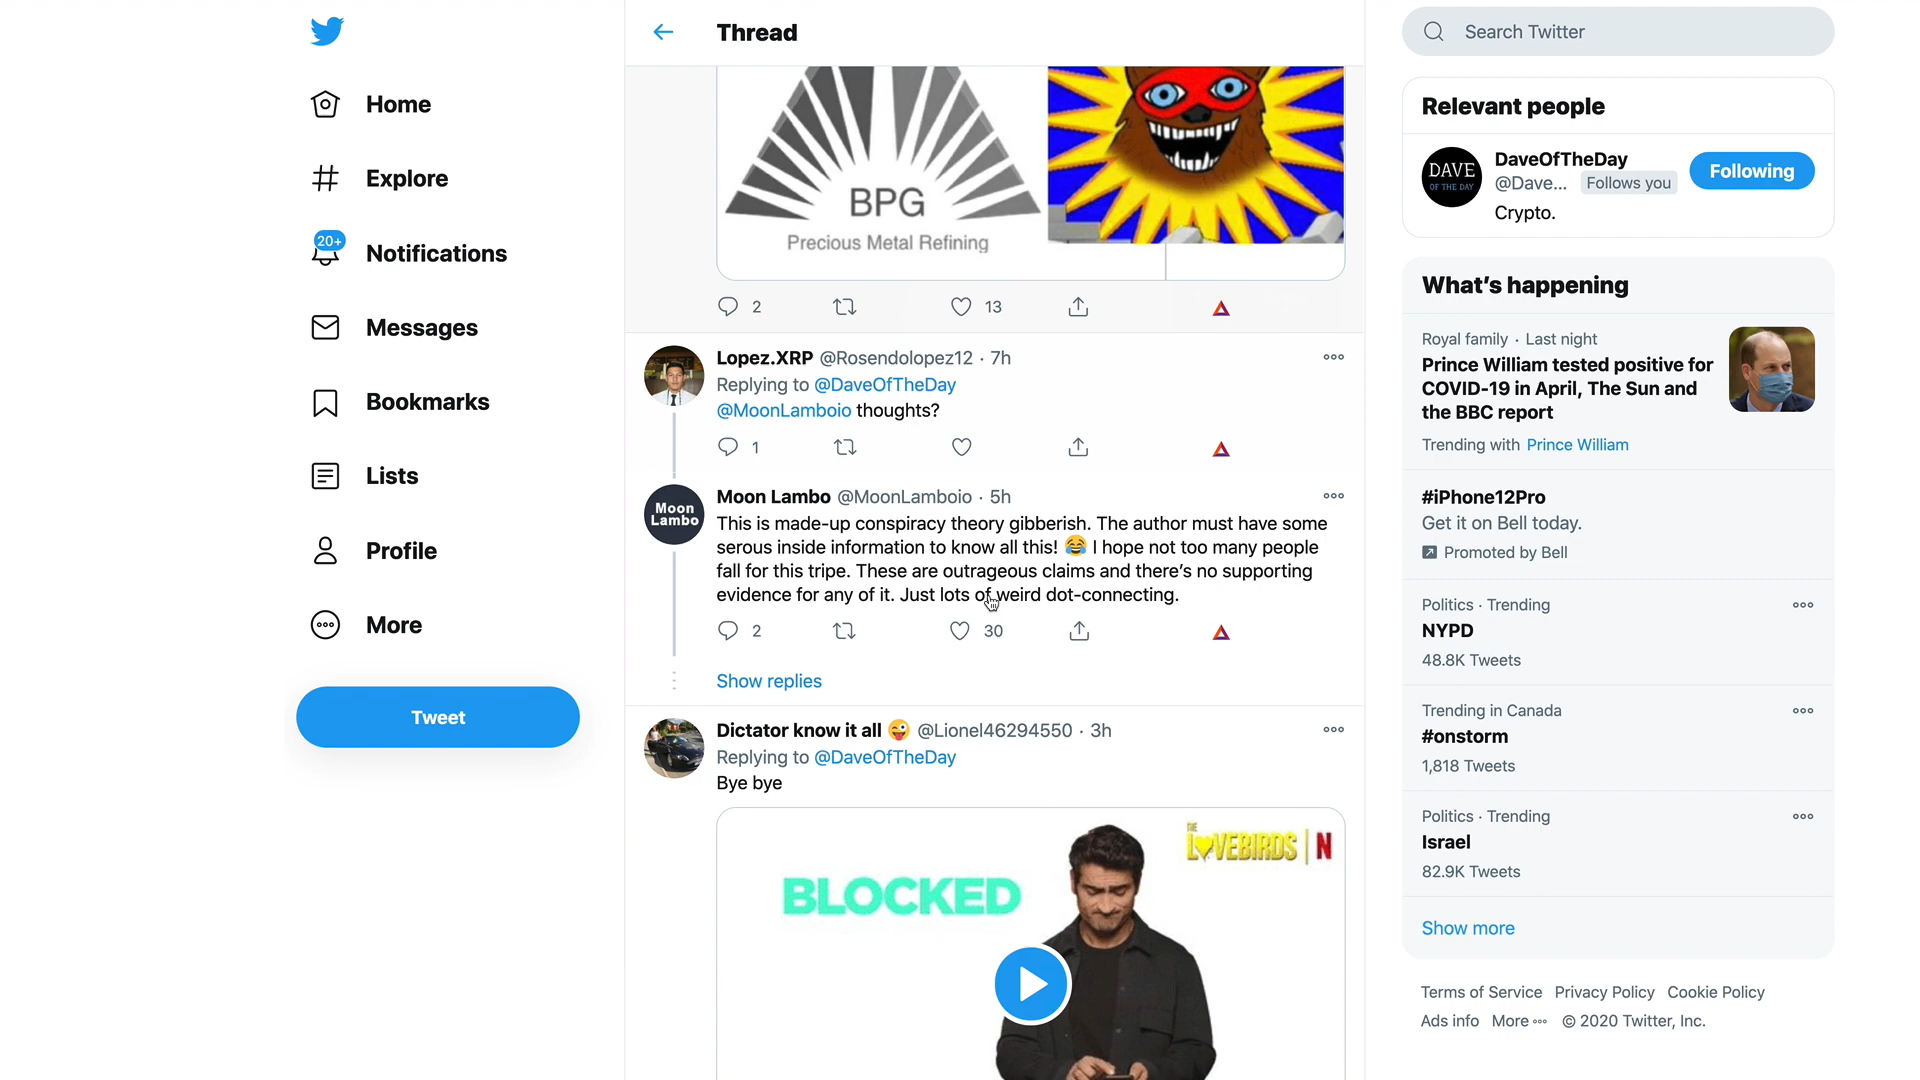 Home
Explore
20+
Notifications
Messages
Bookmarks
Lists
Profile
More
Tweet
Thread
BPG
Precious Metal Refining
2
13
Lopez.XRP @Rosendolopez12 · 7h
Replying to @DaveOfTheDay
@MoonLamboio thoughts?
1
Moon
Lambo
Moon Lambo @MoonLamboio · 5h
This is made-up conspiracy theory gibberish. The author must have some
serous inside information to know all this! 😂 I hope not too many people
fall for this tripe. These are outrageous claims and there's no supporting
evidence for any of it. Just lots of weird dot-connecting.
2
30
Show replies
Dictator know it all 😜 @Lionel46294550 · 3h
Replying to @DaveOfTheDay
Bye bye
THE LOVEBIRDS | N
BLOCKED
Search Twitter
Relevant people
DAVE
OF THE DAY
DaveOfTheDay
@Dave... Follows you
Following
Crypto.
What's happening
Royal family · Last night
Prince William tested positive for
COVID-19 in April, The Sun and
the BBC report
Trending with Prince William
#iPhone12Pro
Get it on Bell today.
Promoted by Bell
Politics · Trending
NYPD
48.8K Tweets
Trending in Canada
#onstorm
1,818 Tweets
Politics · Trending
Israel
82.9K Tweets
Show more
Terms of Service Privacy Policy Cookie Policy
Ads info More © 2020 Twitter, Inc.